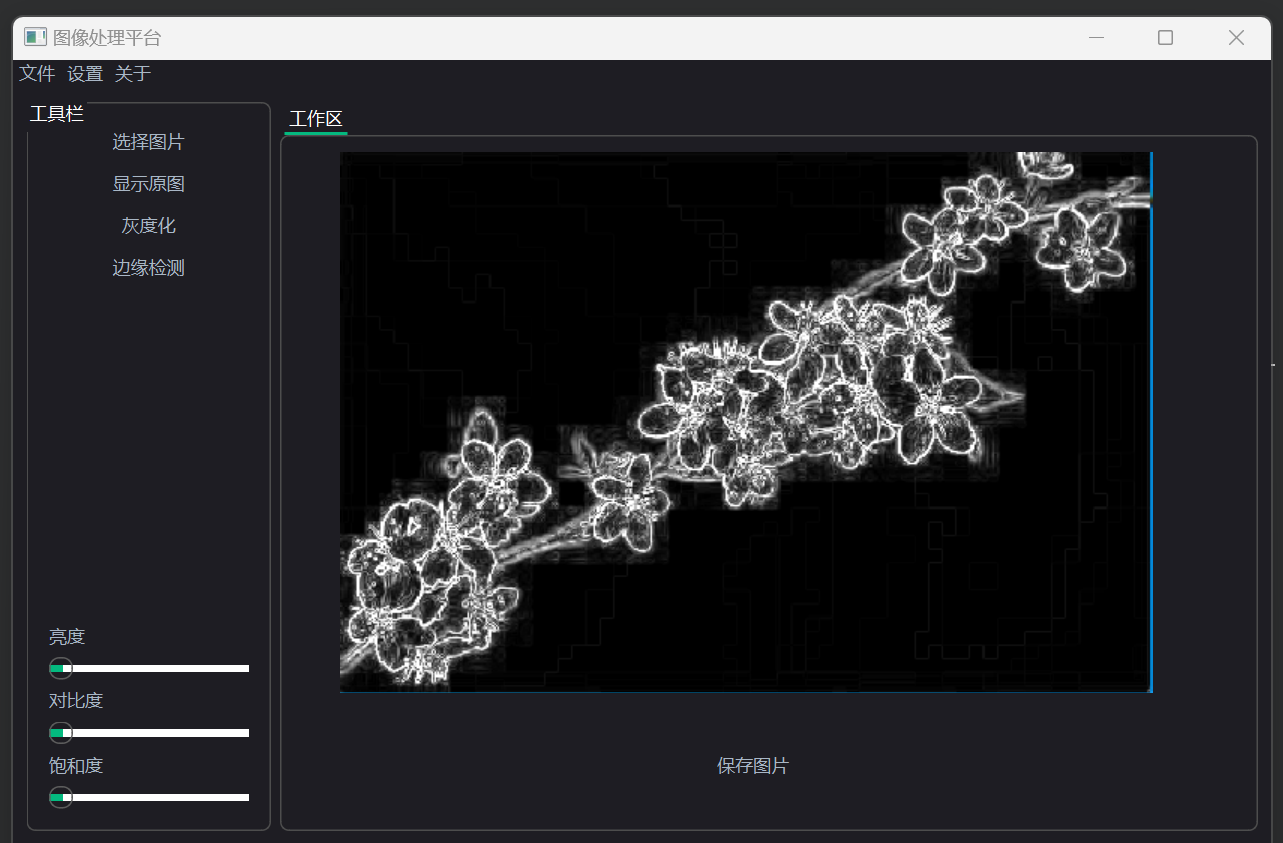 图像处理平台
文件 设置 关于
工具栏
选择图片
显示原图
灰度化
边缘检测
亮度
对比度
饱和度
工作区
保存图片